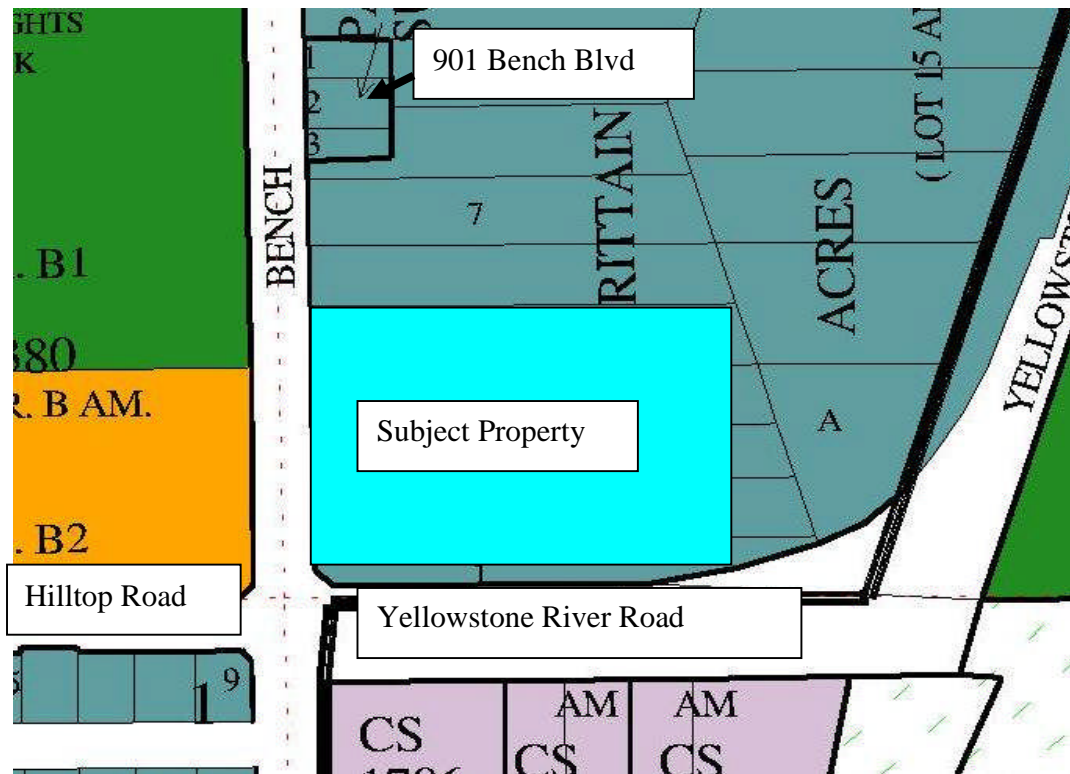 GHTS
K
901 Bench Blvd
1
2
3
( LOT 15 A
BENCH
RITTAIN
ACRES
7
. B1
380
R. B AM.
. B2
Subject Property
A
YELLOWST
Hilltop Road
Yellowstone River Road
5
1
9
CS
AM
CS
AM
CS